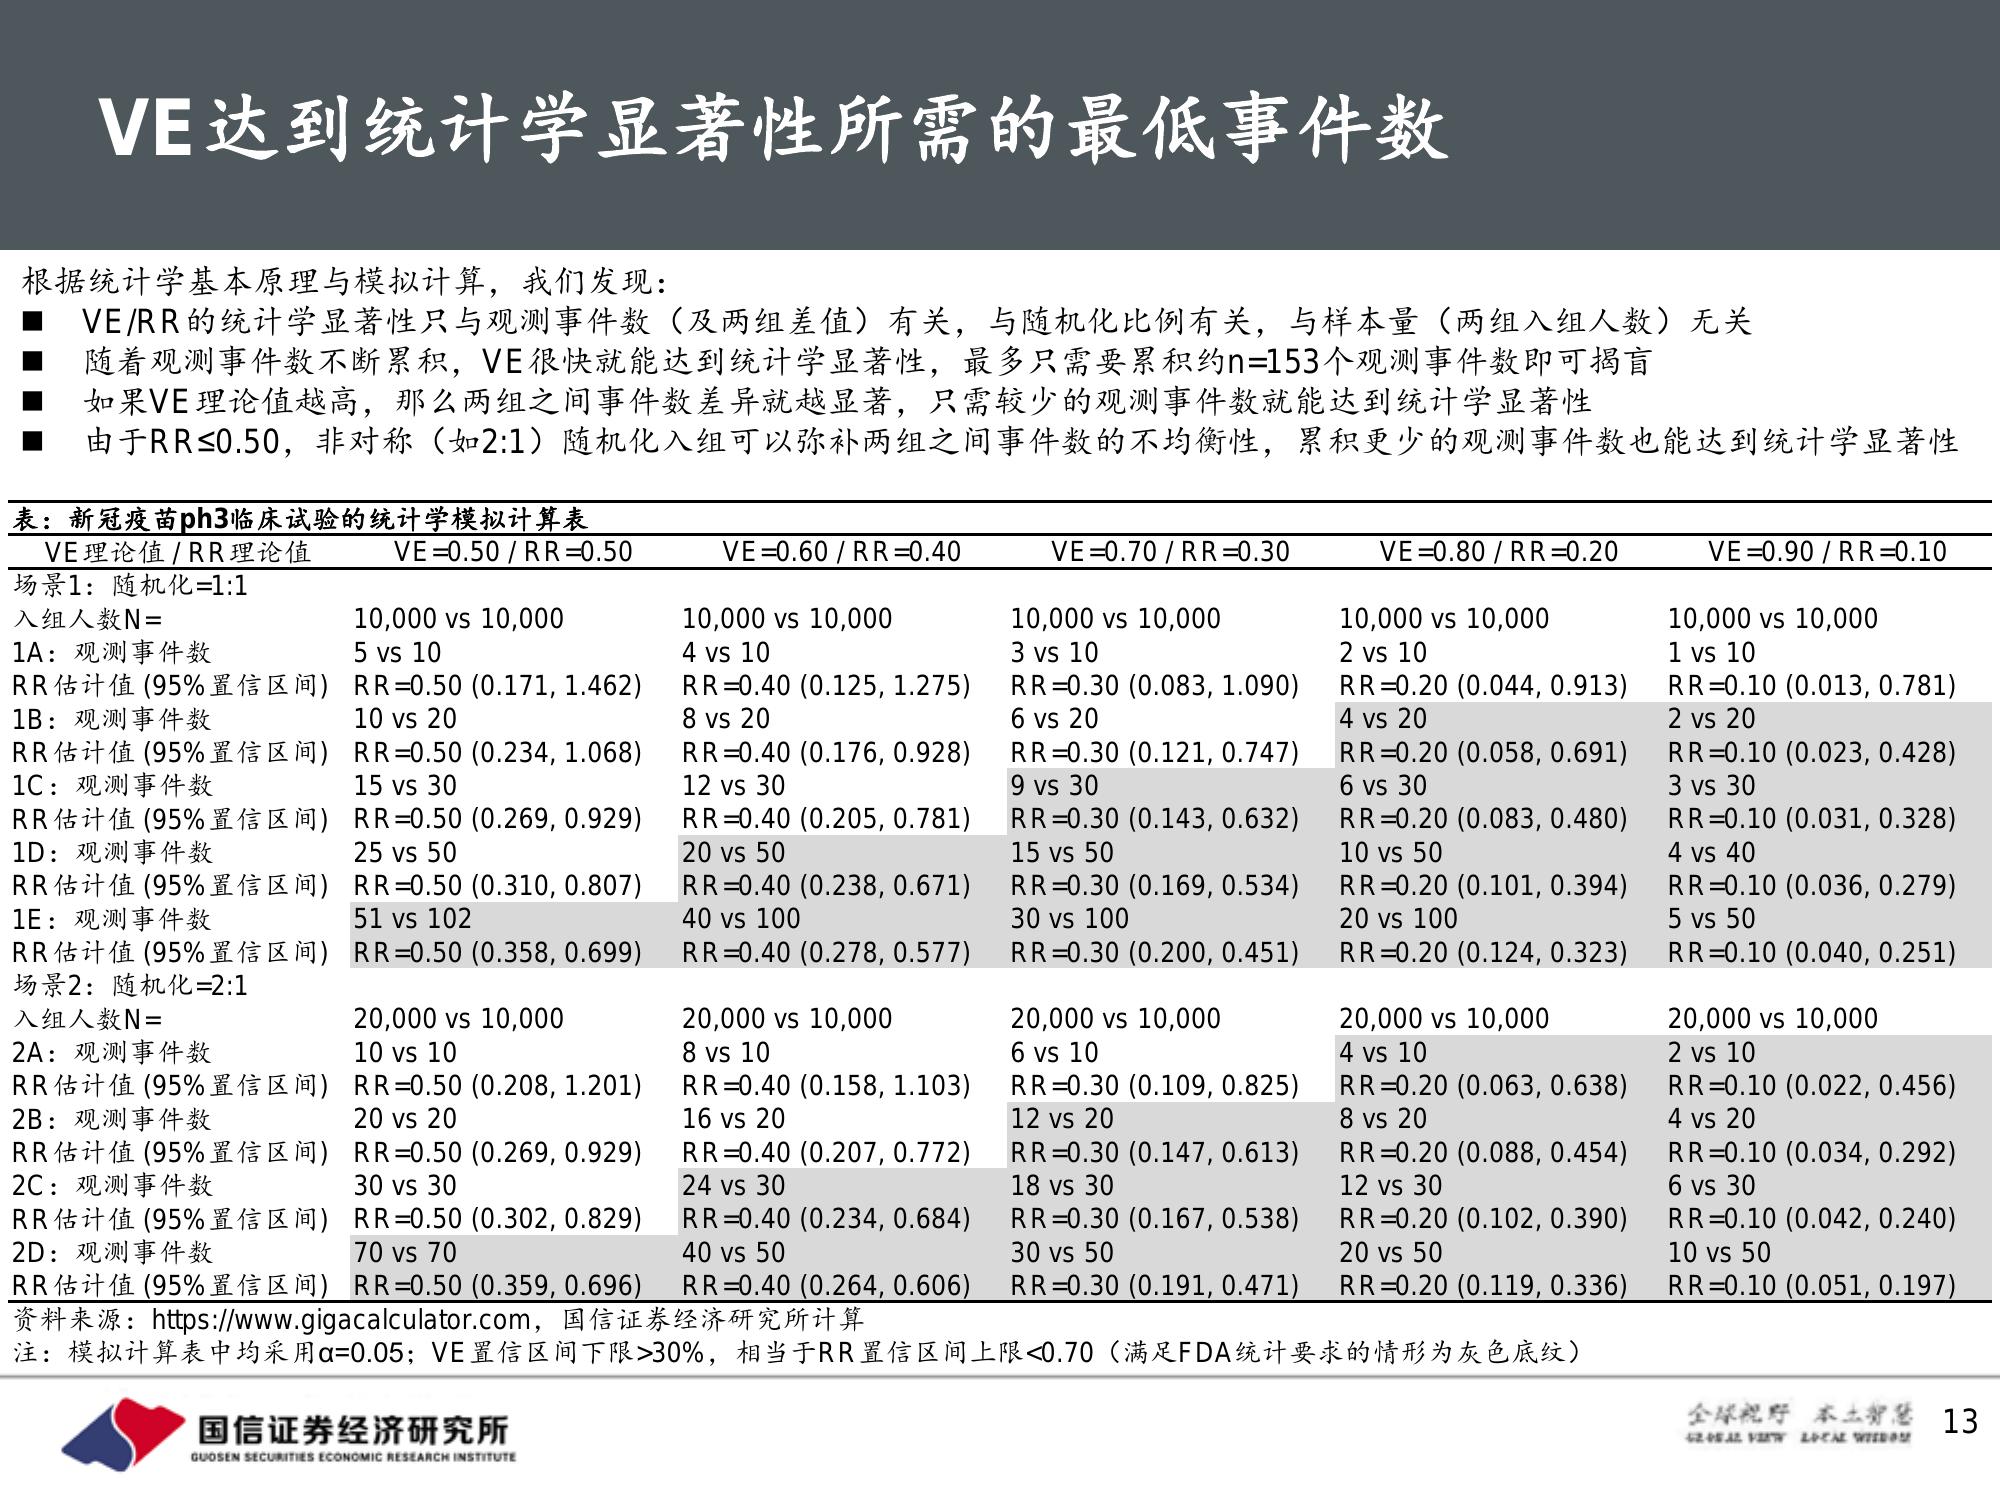 VE达到统计学显著性所需的最低事件数
根据统计学基本原理与模拟计算，我们发现：
■ VE/RR的统计学显著性只与观测事件数（及两组差值）有关，与随机化比例有关，与样本量（两组入组人数）无关
■ 随着观测事件数不断累积，VE很快就能达到统计学显著性，最多只需要累积约n=153个观测事件数即可揭盲
■ 如果VE理论值越高，那么两组之间事件数差异就越显著，只需较少的观测事件数就能达到统计学显著性
■ 由于RR≤0.50，非对称（如2:1）随机化入组可以弥补两组之间事件数的不均衡性，累积更少的观测事件数也能达到统计学显著性
表：新冠疫苗ph3临床试验的统计学模拟计算表
VE理论值 / RR理论值 VE=0.50 / RR=0.50 VE=0.60 / RR=0.40 VE=0.70 / RR=0.30 VE=0.80 / RR=0.20 VE=0.90 / RR=0.10
场景1：随机化=1:1
入组人数N= 10,000 vs 10,000 10,000 vs 10,000 10,000 vs 10,000 10,000 vs 10,000 10,000 vs 10,000
1A：观测事件数 5 vs 10 4 vs 10 3 vs 10 2 vs 10 1 vs 10
RR估计值 (95%置信区间) RR=0.50 (0.171, 1.462) RR=0.40 (0.125, 1.275) RR=0.30 (0.083, 1.090) RR=0.20 (0.044, 0.913) RR=0.10 (0.013, 0.781)
1B：观测事件数 10 vs 20 8 vs 20 6 vs 20 4 vs 20 2 vs 20
RR估计值 (95%置信区间) RR=0.50 (0.234, 1.068) RR=0.40 (0.176, 0.928) RR=0.30 (0.121, 0.747) RR=0.20 (0.058, 0.691) RR=0.10 (0.023, 0.428)
1C：观测事件数 15 vs 30 12 vs 30 9 vs 30 6 vs 30 3 vs 30
RR估计值 (95%置信区间) RR=0.50 (0.269, 0.929) RR=0.40 (0.205, 0.781) RR=0.30 (0.143, 0.632) RR=0.20 (0.083, 0.480) RR=0.10 (0.031, 0.328)
1D：观测事件数 25 vs 50 20 vs 50 15 vs 50 10 vs 50 4 vs 40
RR估计值 (95%置信区间) RR=0.50 (0.310, 0.807) RR=0.40 (0.238, 0.671) RR=0.30 (0.169, 0.534) RR=0.20 (0.101, 0.394) RR=0.10 (0.036, 0.279)
1E：观测事件数 51 vs 102 40 vs 100 30 vs 100 20 vs 100 5 vs 50
RR估计值 (95%置信区间) RR=0.50 (0.358, 0.699) RR=0.40 (0.278, 0.577) RR=0.30 (0.200, 0.451) RR=0.20 (0.124, 0.323) RR=0.10 (0.040, 0.251)
场景2：随机化=2:1
入组人数N= 20,000 vs 10,000 20,000 vs 10,000 20,000 vs 10,000 20,000 vs 10,000 20,000 vs 10,000
2A：观测事件数 10 vs 10 8 vs 10 6 vs 10 4 vs 10 2 vs 10
RR估计值 (95%置信区间) RR=0.50 (0.208, 1.201) RR=0.40 (0.158, 1.103) RR=0.30 (0.109, 0.825) RR=0.20 (0.063, 0.638) RR=0.10 (0.022, 0.456)
2B：观测事件数 20 vs 20 16 vs 20 12 vs 20 8 vs 20 4 vs 20
RR估计值 (95%置信区间) RR=0.50 (0.269, 0.929) RR=0.40 (0.207, 0.772) RR=0.30 (0.147, 0.613) RR=0.20 (0.088, 0.454) RR=0.10 (0.034, 0.292)
2C：观测事件数 30 vs 30 24 vs 30 18 vs 30 12 vs 30 6 vs 30
RR估计值 (95%置信区间) RR=0.50 (0.302, 0.829) RR=0.40 (0.234, 0.684) RR=0.30 (0.167, 0.538) RR=0.20 (0.102, 0.390) RR=0.10 (0.042, 0.240)
2D：观测事件数 70 vs 70 40 vs 50 30 vs 50 20 vs 50 10 vs 50
RR估计值 (95%置信区间) RR=0.50 (0.359, 0.696) RR=0.40 (0.264, 0.606) RR=0.30 (0.191, 0.471) RR=0.20 (0.119, 0.336) RR=0.10 (0.051, 0.197)
资料来源：https://www.gigacalculator.com，国信证券经济研究所计算
注：模拟计算表中均采用α=0.05；VE置信区间下限>30%，相当于RR置信区间上限<0.70（满足FDA统计要求的情形为灰色底纹）
国信证券经济研究所
GUOSEN SECURITIES ECONOMIC RESEARCH INSTITUTE
全球视野 本土智慧
GLOBAL VIEW LOCAL WISDOM
13